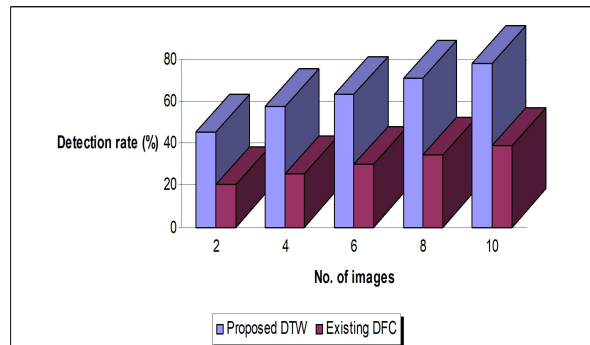 80
60
40
20
0
Detection rate (%)
2 4 6 8 10
No. of images
Proposed DTW Existing DFC